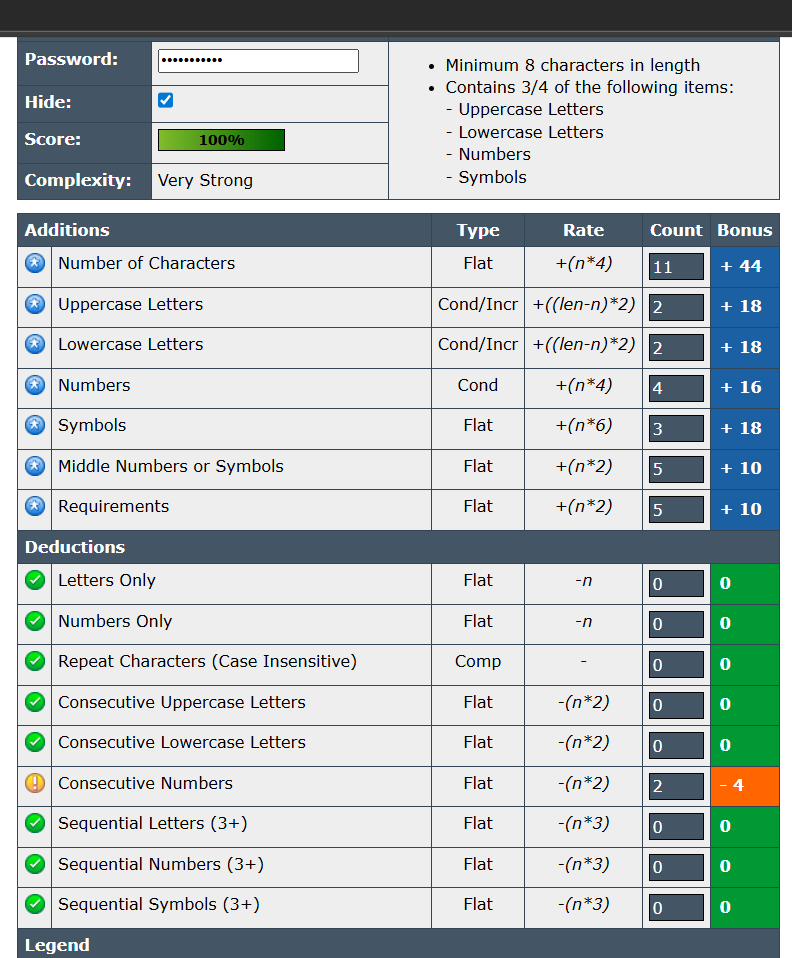 Password: •••••••••••
Hide:
Score: 100%
Complexity: Very Strong
• Minimum 8 characters in length
• Contains 3/4 of the following items:
- Uppercase Letters
- Lowercase Letters
- Numbers
- Symbols
Additions Type Rate Count Bonus
Number of Characters Flat +(n*4) 11 + 44
Uppercase Letters Cond/Incr +((len-n)*2) 2 + 18
Lowercase Letters Cond/Incr +((len-n)*2) 2 + 18
Numbers Cond +(n*4) 4 + 16
Symbols Flat +(n*6) 3 + 18
Middle Numbers or Symbols Flat +(n*2) 5 + 10
Requirements Flat +(n*2) 5 + 10
Deductions
Letters Only Flat -n 0 0
Numbers Only Flat -n 0 0
Repeat Characters (Case Insensitive) Comp - 0 0
Consecutive Uppercase Letters Flat -(n*2) 0 0
Consecutive Lowercase Letters Flat -(n*2) 0 0
Consecutive Numbers Flat -(n*2) 2 - 4
Sequential Letters (3+) Flat -(n*3) 0 0
Sequential Numbers (3+) Flat -(n*3) 0 0
Sequential Symbols (3+) Flat -(n*3) 0 0
Legend